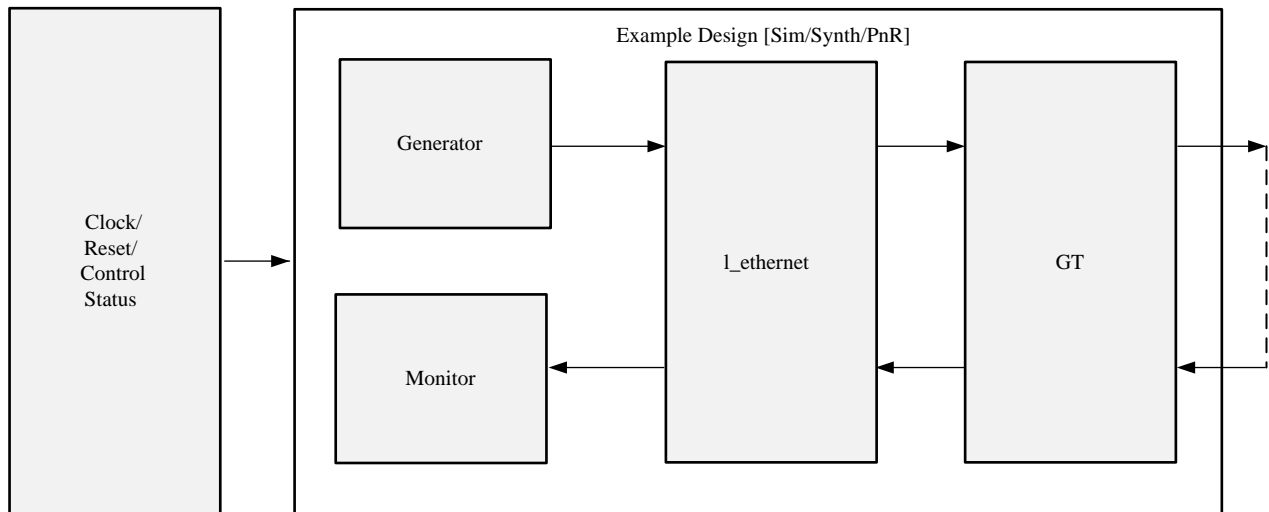 Example Design [Sim/Synth/PnR]
Generator
Clock/
Reset/
Control
Status
l_ethernet
GT
Monitor